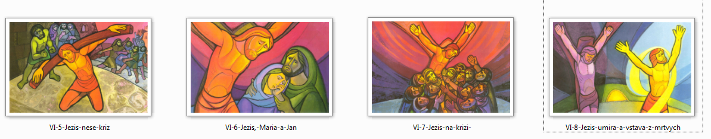 VI-5-Jezis-nese-kriz
VI-6-Jezis,-Maria-a-Jan
VI-7-Jezis-na-krizi-
VI-8-Jezis-umira-a-vstava-z-mrtvych